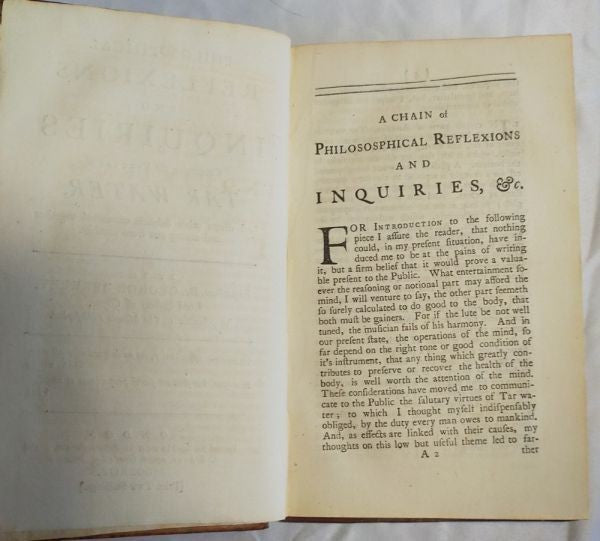 A CHAIN of
PHILOSOSPHICAL REFLEXIONS
AND
INQUIRIES, &c.
FOR INTRODUCTION to the following
piece I aſſure the reader, that nothing
could, in my preſent ſituation, have in-
duced me to be at the pains of writing
it, but a firm belief that it would prove a valua-
ble preſent to the Public. What entertainment ſo-
ever the reaſoning or notional part may afford the
mind, I will venture to ſay, the other part ſeemeth
ſo ſurely calculated to do good to the body, that
both muſt be gainers. For if the lute be not well
tuned, the muſician fails of his harmony. And in
our preſent ſtate, the operations of the mind, ſo
far depend on the right tone or good condition of
it's inſtrument, that any thing which greatly con-
tributes to preſerve or recover the health of the
body, is well worth the attention of the mind.
Theſe conſiderations have moved me to communi-
cate to the Public the ſalutary virtues of Tar wa-
ter; to which I thought myſelf indiſpenſably
obliged, by the duty every man owes to mankind.
And, as effects are linked with their cauſes, my
thoughts on this low but uſeful theme led to far-
A 2 ther